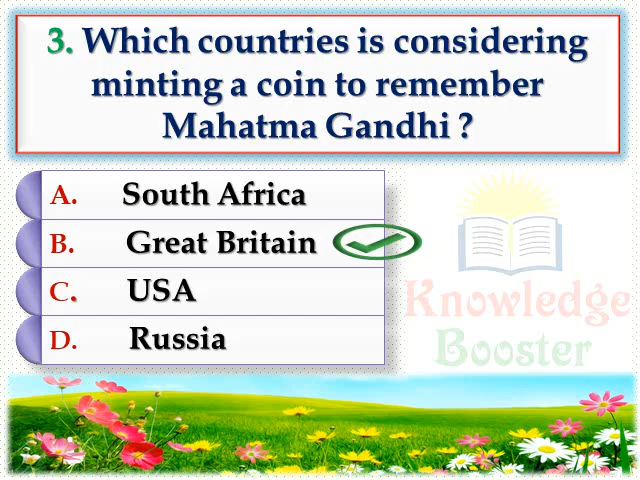 3. Which countries is considering
minting a coin to remember
Mahatma Gandhi ?
A. South Africa
B. Great Britain
C. USA
D. Russia
Knowledge
Booster